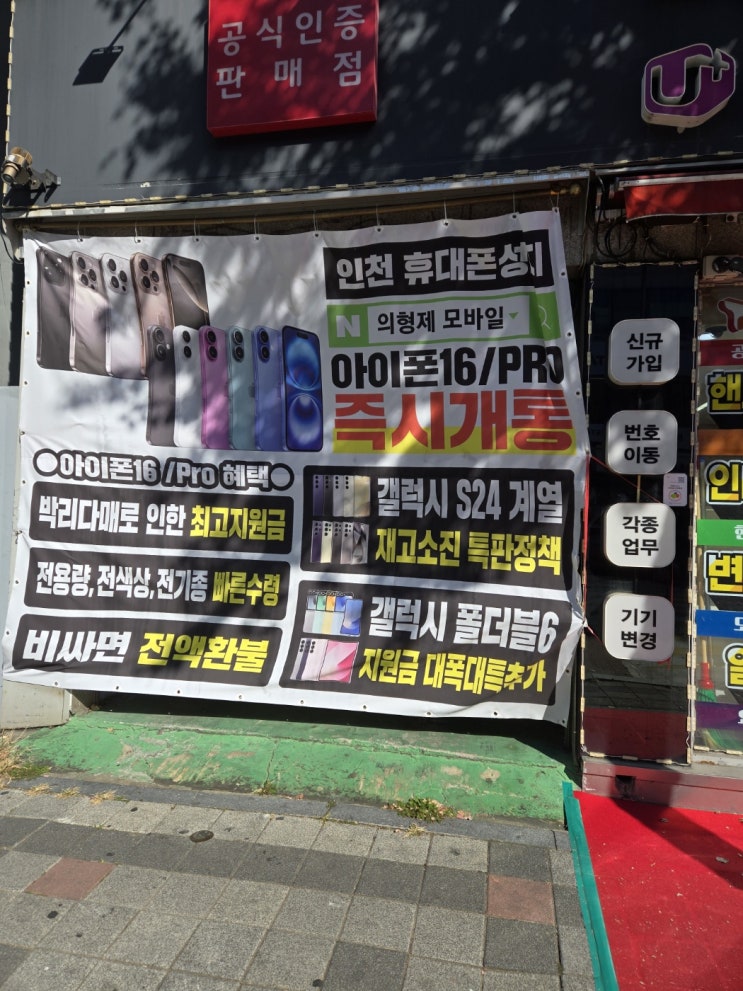 공식인증
판매점
U+
인천 휴대폰성지
N 의형제 모바일
아이폰16/PRO
즉시개통
아이폰16 /Pro 혜택
박리다매로 인한 최고지원금
전용량, 전색상, 전기종 빠른수령
비싸면 전액환불
갤럭시 S24 계열
재고소진 특판정책
갤럭시 폴더블6
지원금 대폭대특추가
신규
가입
번호
이동
각종
업무
기기
변경